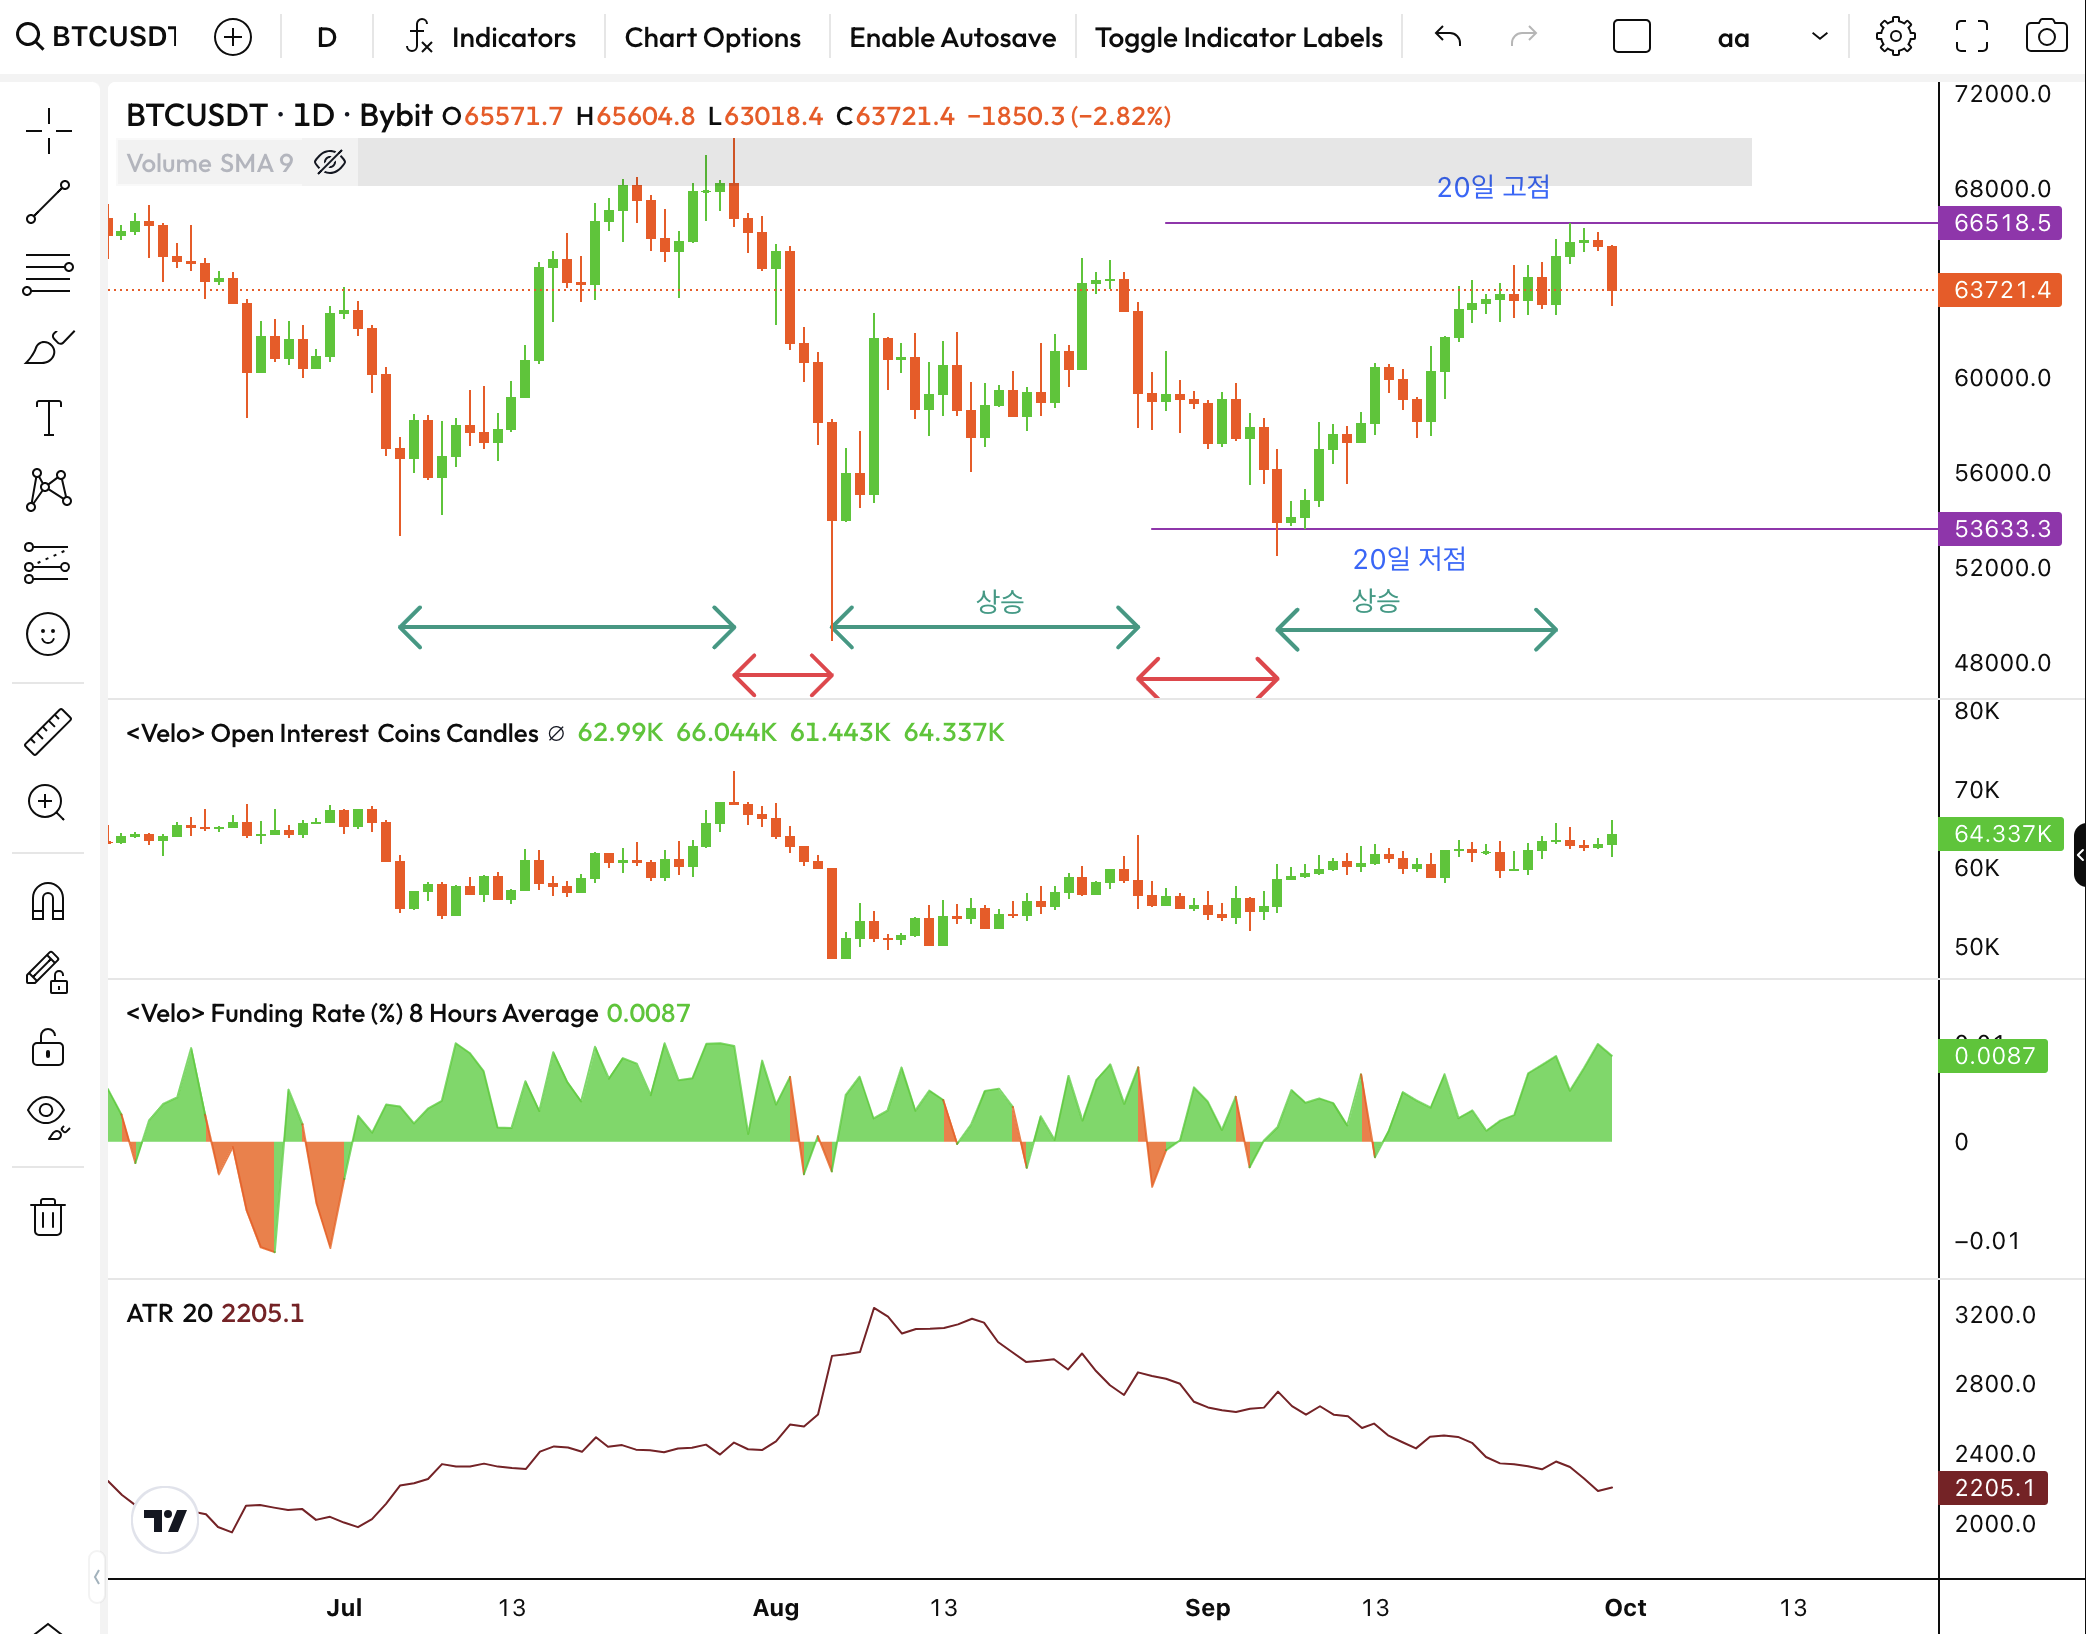 BTCUSDT D Indicators Chart Options Enable Autosave Toggle Indicator Labels aa
BTCUSDT · 1D · Bybit O65571.7 H65604.8 L63018.4 C63721.4 −1850.3 (−2.82%)
Volume SMA 9
72000.0
20일 고점
68000.0
66518.5
63721.4
60000.0
56000.0
53633.3
20일 저점
52000.0
상승
상승
48000.0
<Velo> Open Interest Coins Candles ∅ 62.99K 66.044K 61.443K 64.337K
80K
70K
64.337K
60K
50K
<Velo> Funding Rate (%) 8 Hours Average 0.0087
0.0087
0
−0.01
ATR 20 2205.1
3200.0
2800.0
2400.0
2205.1
2000.0
Jul 13 Aug 13 Sep 13 Oct 13